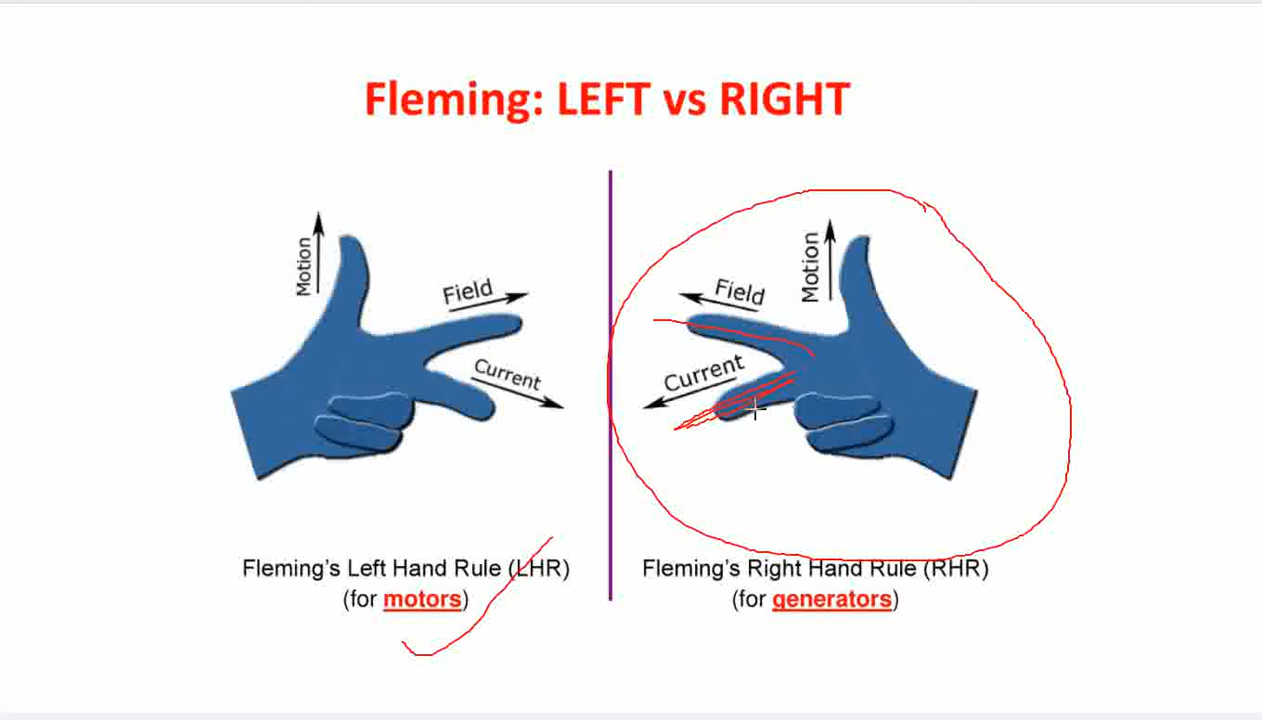 Fleming: LEFT vs RIGHT
Motion
Field
Current
Field
Motion
Current
Fleming's Left Hand Rule (LHR)
(for motors)
Fleming's Right Hand Rule (RHR)
(for generators)